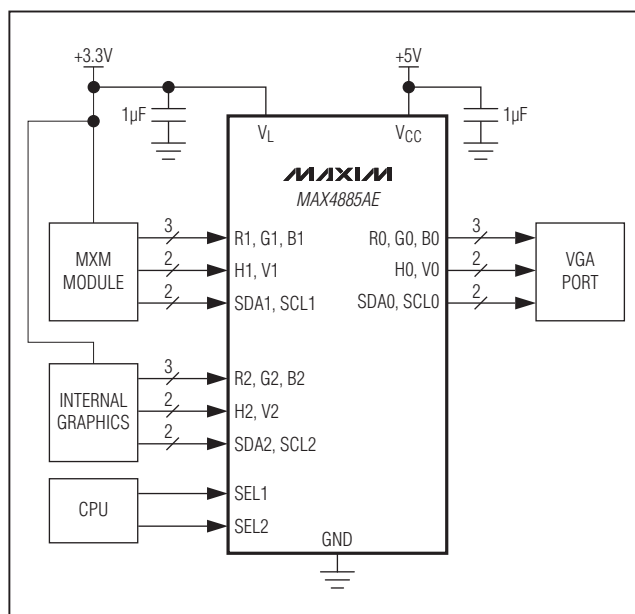 +3.3V
+5V
1µF
1µF
VL
VCC
MAXIM
MAX4885AE
MXM
MODULE
3
2
2
R1, G1, B1
H1, V1
SDA1, SCL1
R0, G0, B0
H0, V0
SDA0, SCL0
3
2
2
VGA
PORT
INTERNAL
GRAPHICS
3
2
2
R2, G2, B2
H2, V2
SDA2, SCL2
CPU
SEL1
SEL2
GND